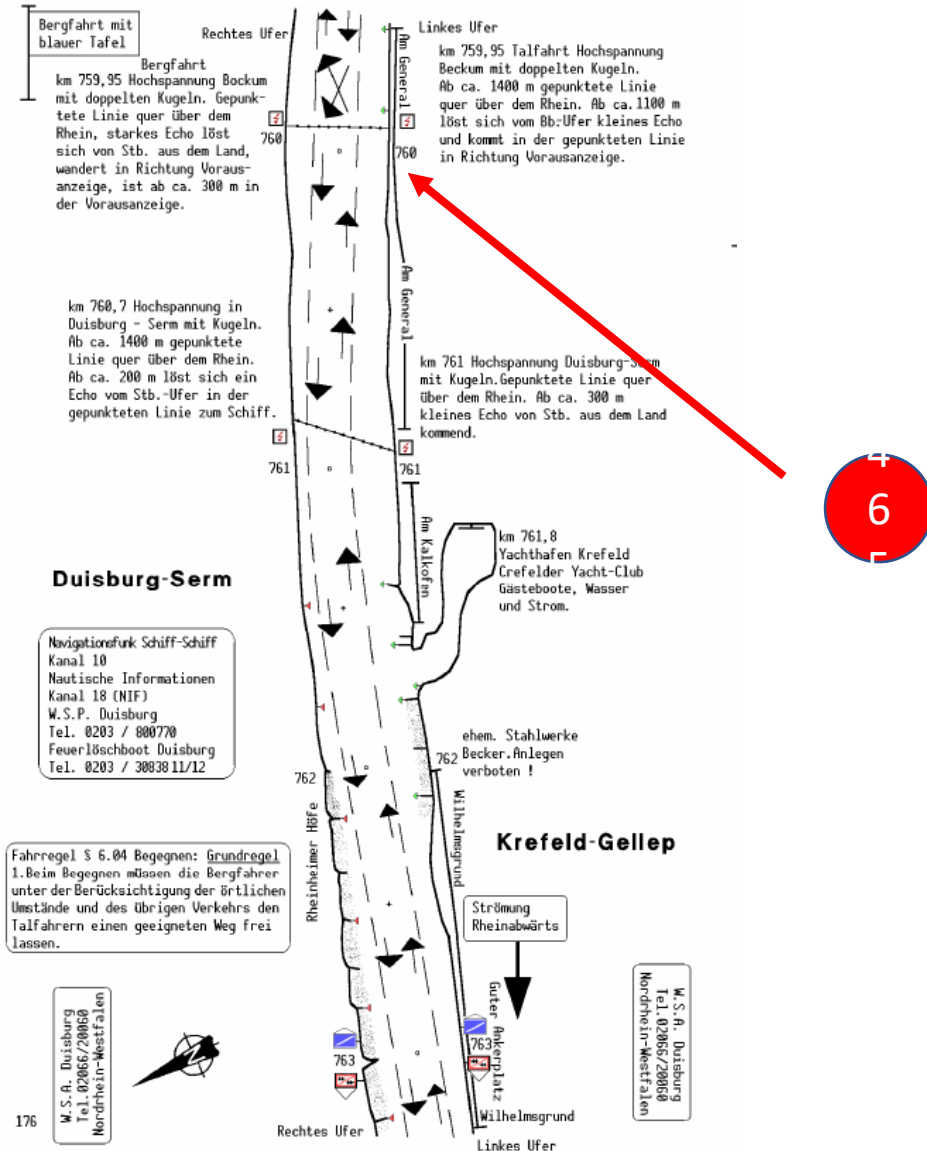 Bergfahrt mit
blauer Tafel
Rechtes Ufer
Linkes Ufer
Bergfahrt
km 759,95 Hochspannung Bockum
mit doppelten Kugeln. Gepunk-
tete Linie quer über dem
Rhein, starkes Echo löst
sich von Stb. aus dem Land,
wandert in Richtung Voraus-
anzeige, ist ab ca. 300 m in
der Vorausanzeige.
Am General
km 759,95 Talfahrt Hochspannung
Beckum mit doppelten Kugeln.
Ab ca. 1400 m gepunktete Linie
quer über dem Rhein. Ab ca. 1100 m
löst sich vom Bb.-Ufer kleines Echo
und kommt in der gepunkteten Linie
in Richtung Vorausanzeige.
760
760
Am General
km 760,7 Hochspannung in
Duisburg - Serm mit Kugeln.
Ab ca. 1400 m gepunktete
Linie quer über dem Rhein.
Ab ca. 200 m löst sich ein
Echo vom Stb.-Ufer in der
gepunkteten Linie zum Schiff.
km 761 Hochspannung Duisburg-Serm
mit Kugeln.Gepunktete Linie quer
über dem Rhein. Ab ca. 300 m
kleines Echo von Stb. aus dem Land
kommend.
761
761
6
Am Kalkofen
km 761,8
Yachthafen Krefeld
Crefelder Yacht-Club
Gästeboote, Wasser
und Strom.
Duisburg-Serm
Navigationsfunk Schiff-Schiff
Kanal 10
Nautische Informationen
Kanal 18 (NIF)
W.S.P. Duisburg
Tel. 0203 / 800770
Feuerlöschboot Duisburg
Tel. 0203 / 30838 11/12
762
762
ehem. Stahlwerke
Becker.Anlegen
verboten !
Wilhelmsgrund
Rheinheimer Höfe
Krefeld-Gellep
Fahrregel § 6.04 Begegnen: Grundregel
1.Beim Begegnen müssen die Bergfahrer
unter der Berücksichtigung der örtlichen
Umstände und des übrigen Verkehrs den
Talfahrern einen geeigneten Weg frei
lassen.
Strömung
Rheinabwärts
Guter Ankerplatz
W.S.A. Duisburg
Tel.02066/20060
Nordrhein-Westfalen
N
763
763
W.S.A. Duisburg
Tel.02066/20060
Nordrhein-Westfalen
176
Wilhelmsgrund
Rechtes Ufer
Linkes Ufer